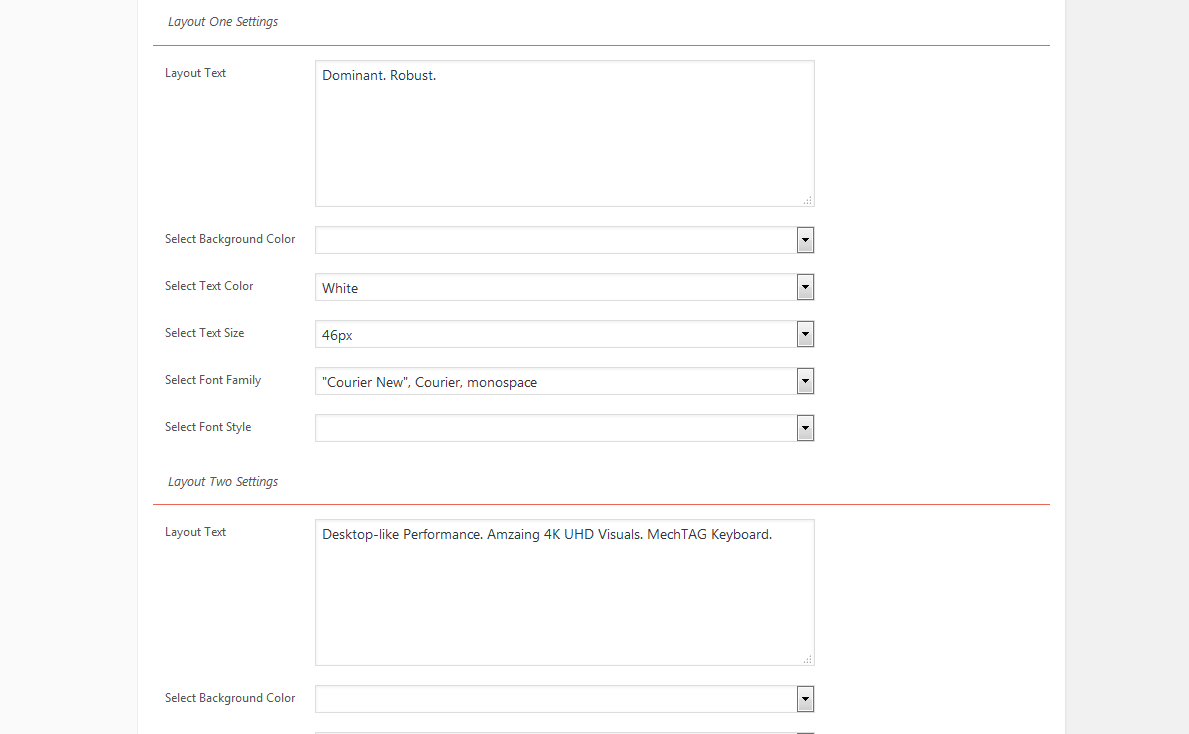 Layout One Settings
Layout Text
Dominant. Robust.
Select Background Color
Select Text Color
White
Select Text Size
46px
Select Font Family
"Courier New", Courier, monospace
Select Font Style
Layout Two Settings
Layout Text
Desktop-like Performance. Amzaing 4K UHD Visuals. MechTAG Keyboard.
Select Background Color